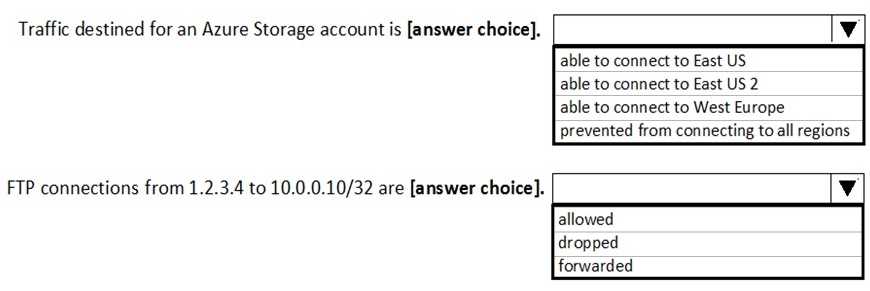 Traffic destined for an Azure Storage account is [answer choice].
able to connect to East US
able to connect to East US 2
able to connect to West Europe
prevented from connecting to all regions
FTP connections from 1.2.3.4 to 10.0.0.10/32 are [answer choice].
allowed
dropped
forwarded